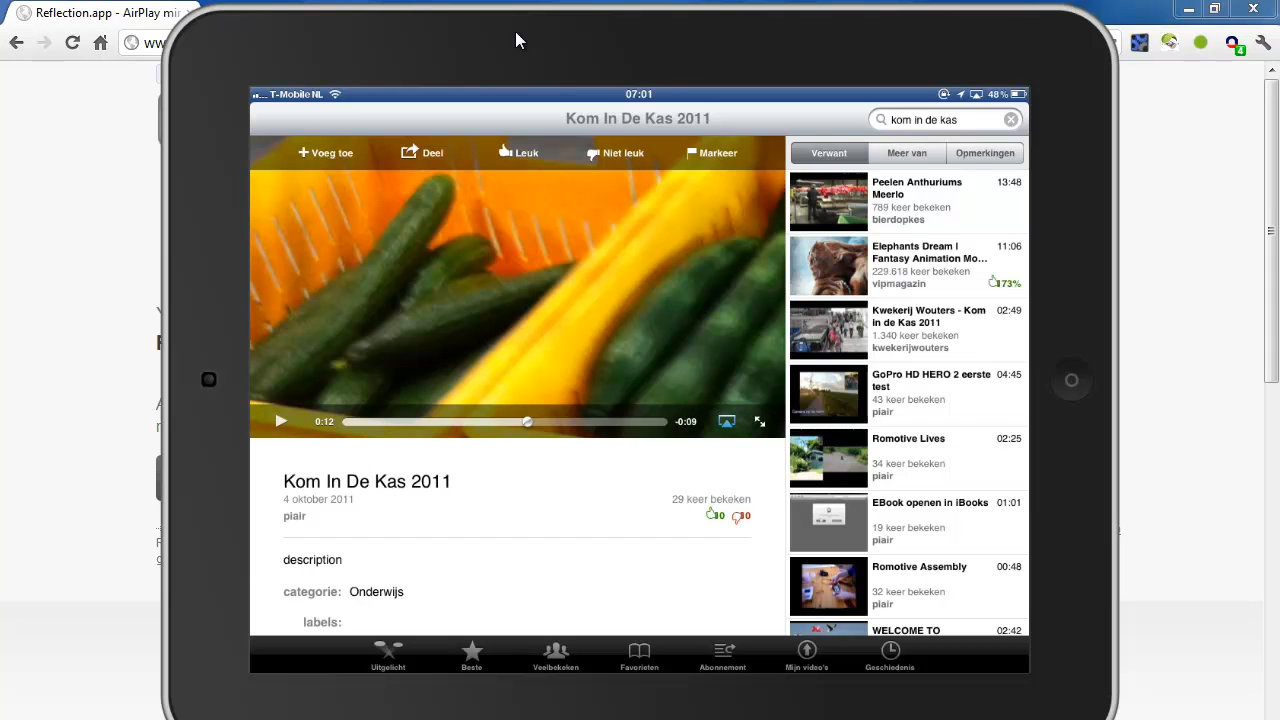 Reflection.app - AirPlay mir
www
4
T-Mobile NL
07:01
48%
Kom In De Kas 2011
kom in de kas
Voeg toe
Deel
Leuk
Niet leuk
Markeer
0:12
-0:09
Kom In De Kas 2011
4 oktober 2011
29 keer bekeken
piair
0
0
description
categorie: Onderwijs
labels:
Verwant
Meer van
Opmerkingen
Peelen Anthuriums
Meerlo
13:48
789 keer bekeken
bierdopkes
Elephants Dream |
Fantasy Animation Mo...
11:06
229.618 keer bekeken
vipmagazin
73%
Kwekerij Wouters - Kom
in de Kas 2011
02:49
1.340 keer bekeken
kwekerijwouters
GoPro HD HERO 2 eerste
test
04:45
43 keer bekeken
piair
Romotive Lives
02:25
34 keer bekeken
piair
EBook openen in iBooks
01:01
19 keer bekeken
piair
Romotive Assembly
00:48
32 keer bekeken
piair
WELCOME TO
02:42
Uitgelicht
Beste
Veelbekeken
Favorieten
Abonnement
Mijn video's
Geschiedenis